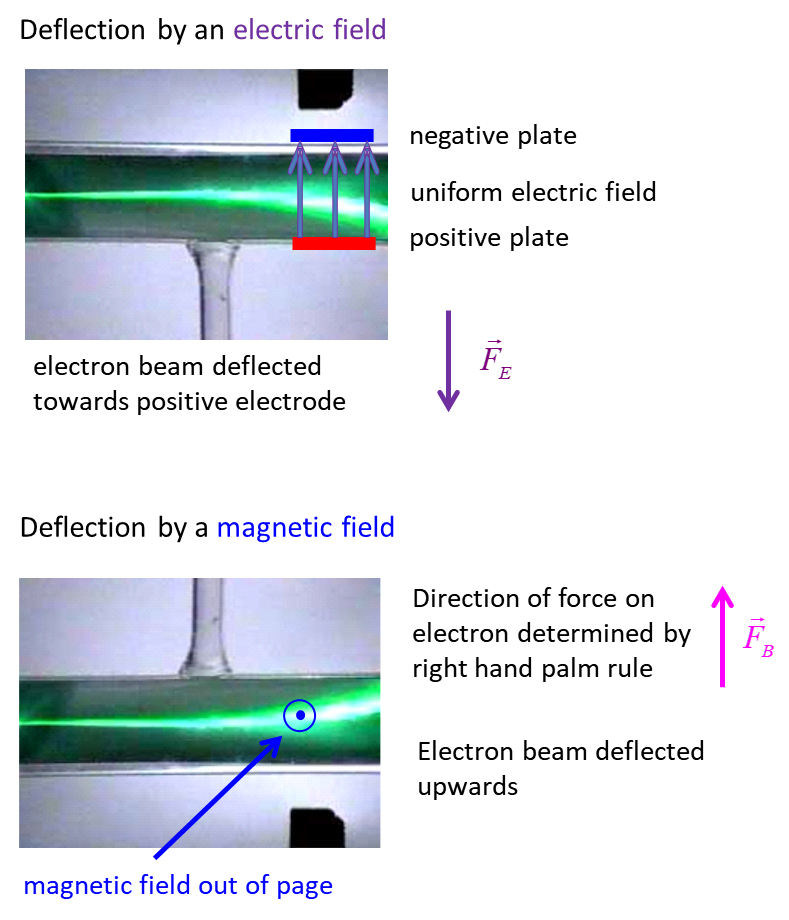 Deflection by an electric field
negative plate
uniform electric field
positive plate
electron beam deflected
towards positive electrode
F⃗_E
Deflection by a magnetic field
Direction of force on
electron determined by
right hand palm rule
F⃗_B
Electron beam deflected
upwards
magnetic field out of page